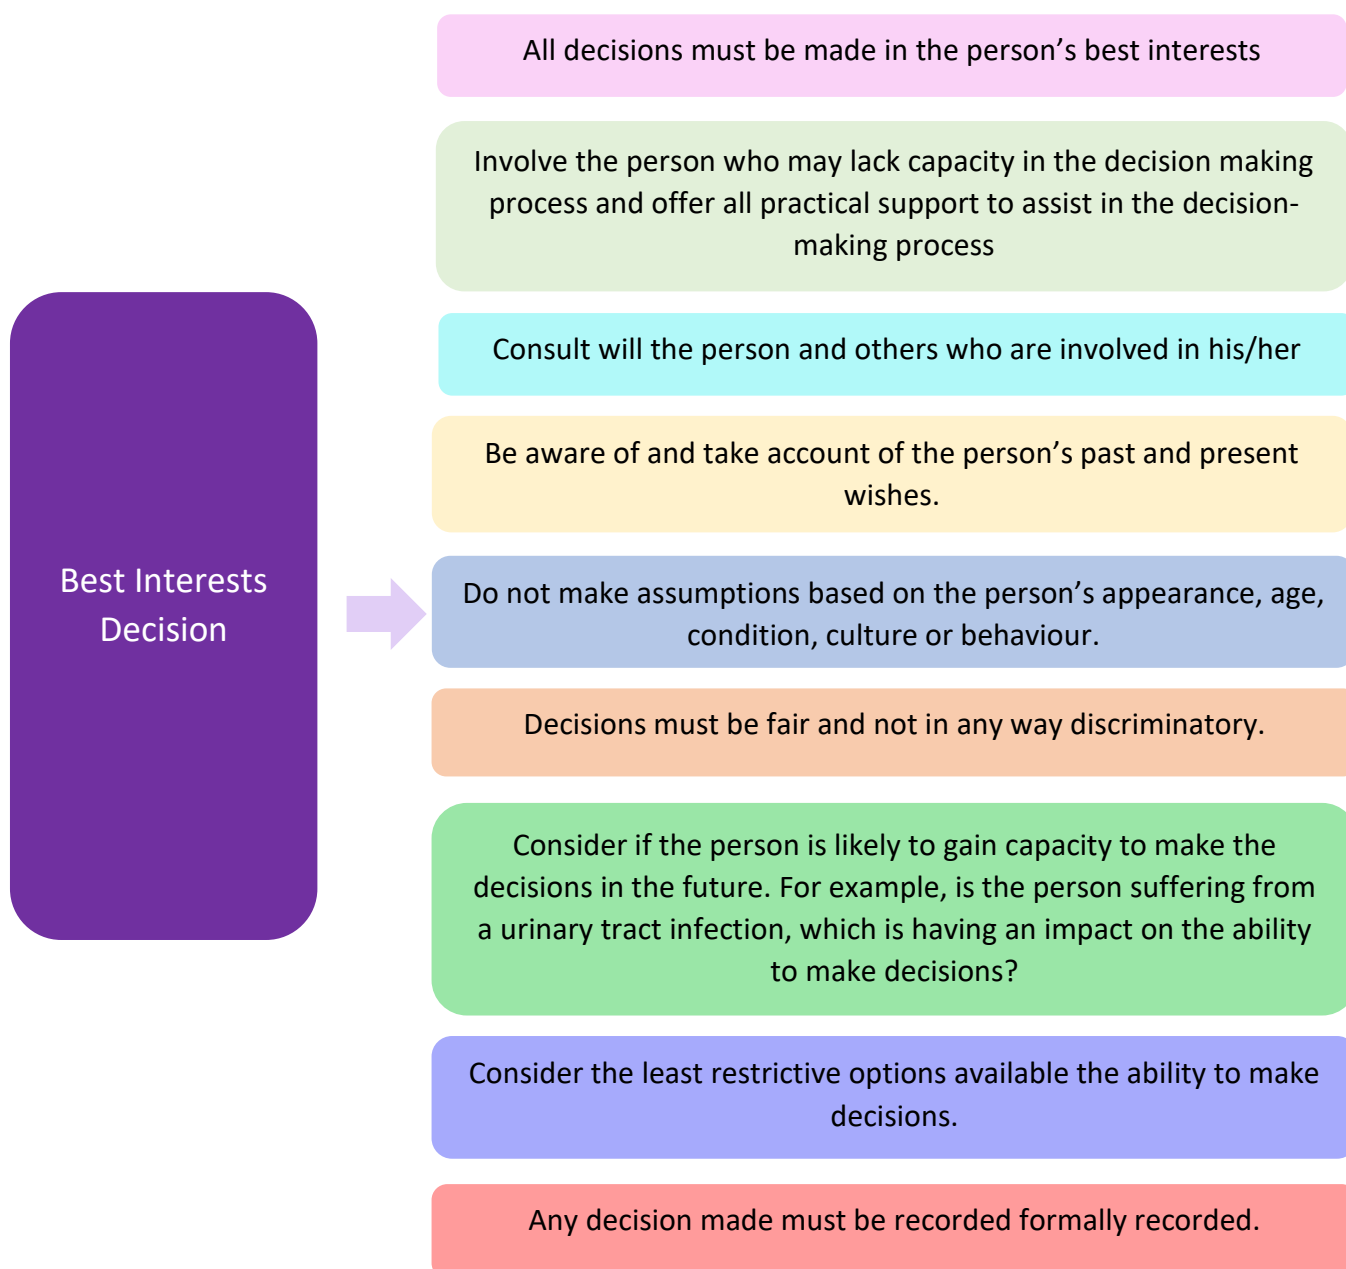 All decisions must be made in the person’s best interests
Involve the person who may lack capacity in the decision making
process and offer all practical support to assist in the decision-
making process
Consult will the person and others who are involved in his/her
Be aware of and take account of the person’s past and present
wishes.
Best Interests
Decision
Do not make assumptions based on the person’s appearance, age,
condition, culture or behaviour.
Decisions must be fair and not in any way discriminatory.
Consider if the person is likely to gain capacity to make the
decisions in the future. For example, is the person suffering from
a urinary tract infection, which is having an impact on the ability
to make decisions?
Consider the least restrictive options available the ability to make
decisions.
Any decision made must be recorded formally recorded.